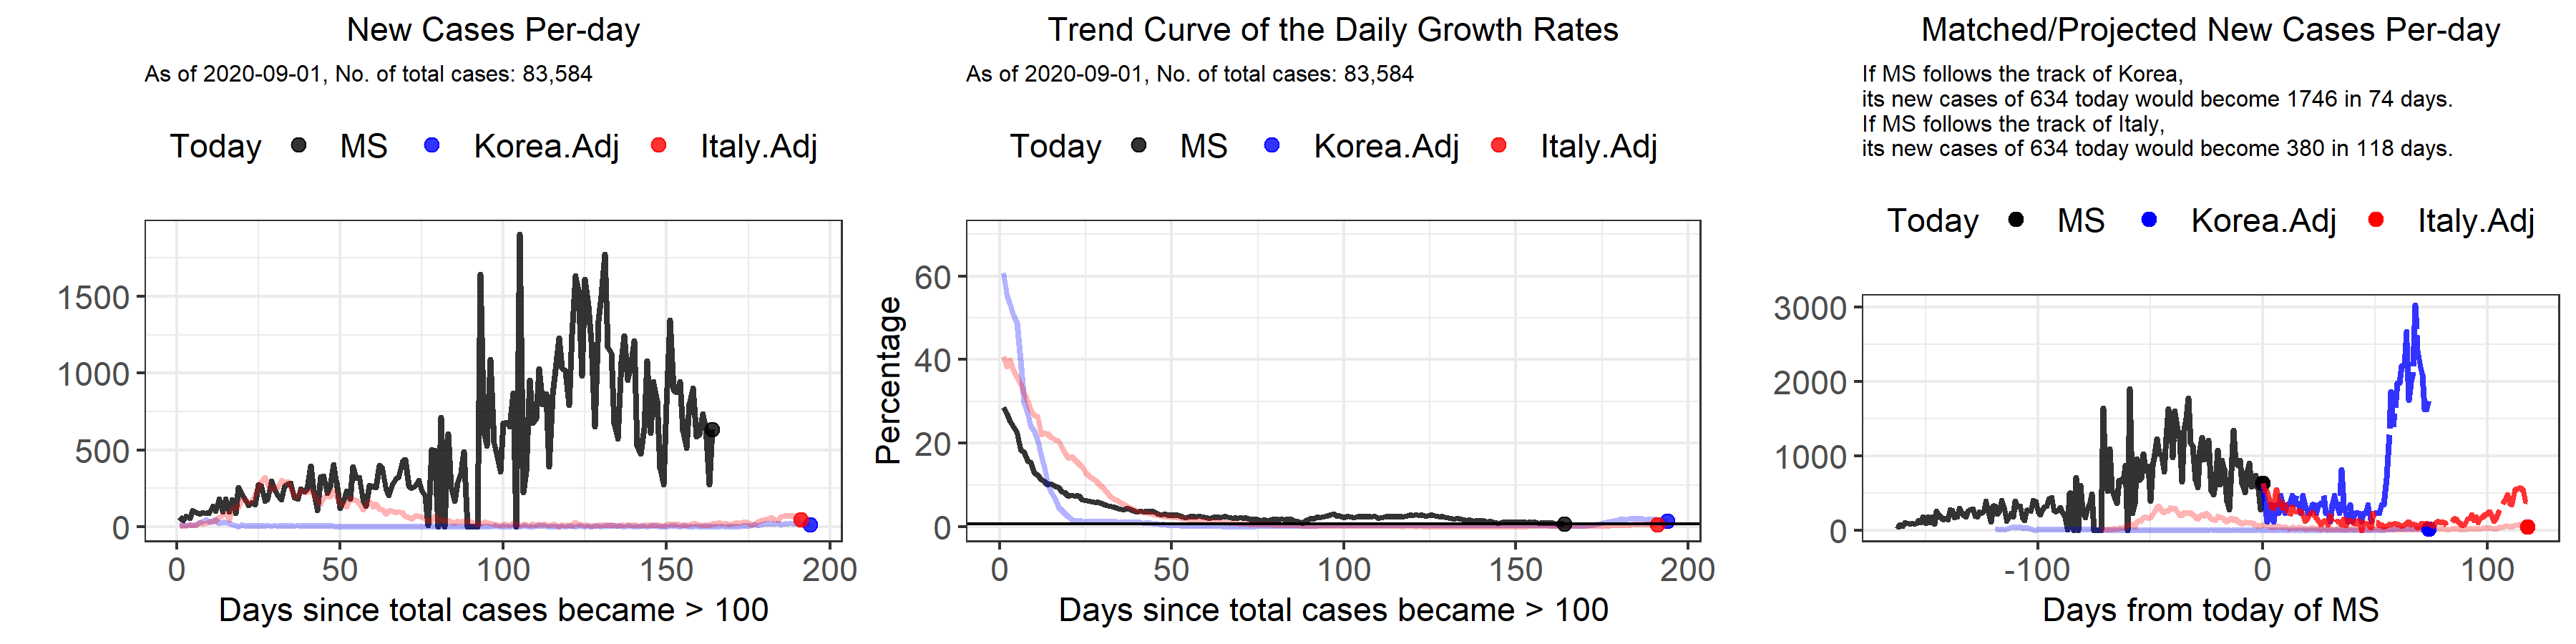 New Cases Per-day
As of 2020-09-01, No. of total cases: 83,584
Today MS Korea.Adj Italy.Adj
1500
1000
500
0
0 50 100 150 200
Days since total cases became > 100
Trend Curve of the Daily Growth Rates
As of 2020-09-01, No. of total cases: 83,584
Today MS Korea.Adj Italy.Adj
Percentage
60
40
20
0
0 50 100 150 200
Days since total cases became > 100
Matched/Projected New Cases Per-day
If MS follows the track of Korea,
its new cases of 634 today would become 1746 in 74 days.
If MS follows the track of Italy,
its new cases of 634 today would become 380 in 118 days.
Today MS Korea.Adj Italy.Adj
3000
2000
1000
0
-100 0 100
Days from today of MS